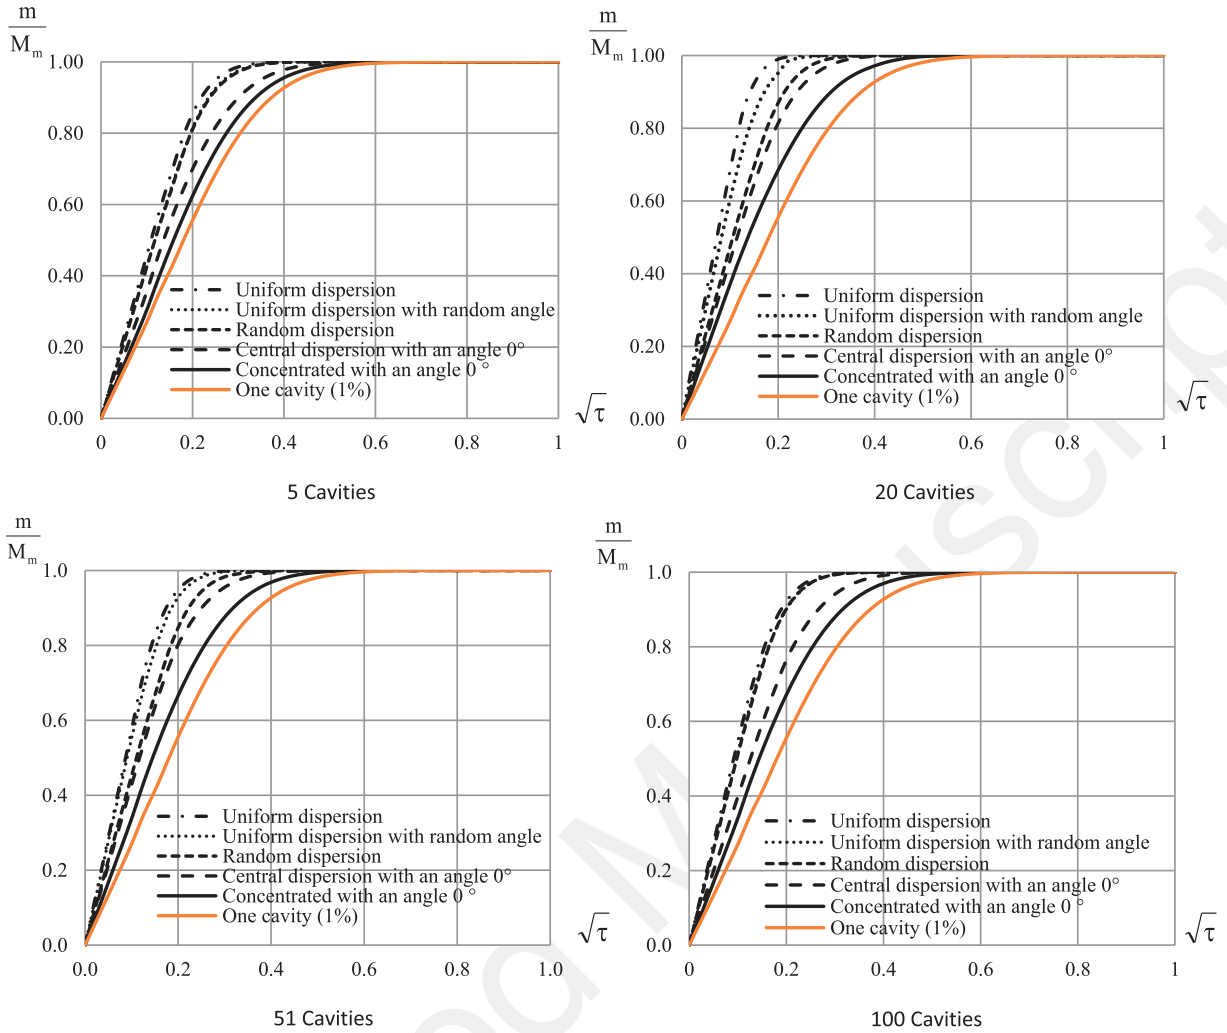 m
M m
1.00
0.80
0.60
0.40
0.20
0.00
Uniform dispersion
Uniform dispersion with random angle
Random dispersion
Central dispersion with an angle 0°
Concentrated with an angle 0 °
One cavity (1%)
√τ
0 0.2 0.4 0.6 0.8 1
5 Cavities
m
M m
1.00
0.80
0.60
0.40
0.20
0.00
Uniform dispersion
Uniform dispersion with random angle
Random dispersion
Central dispersion with an angle 0°
Concentrated with an angle 0 °
One cavity (1%)
√τ
0 0.2 0.4 0.6 0.8 1
20 Cavities
m
M m
1.0
0.8
0.6
0.4
0.2
0.0
Uniform dispersion
Uniform dispersion with random angle
Random dispersion
Central dispersion with an angle 0°
Concentrated with an angle 0 °
One cavity (1%)
√τ
0.0 0.2 0.4 0.6 0.8 1.0
51 Cavities
m
M m
1.0
0.8
0.6
0.4
0.2
0.0
Uniform dispersion
Uniform dispersion with random angle
Random dispersion
Central dispersion with an angle 0°
Concentrated with an angle 0 °
One cavity (1%)
√τ
0 0.2 0.4 0.6 0.8 1
100 Cavities